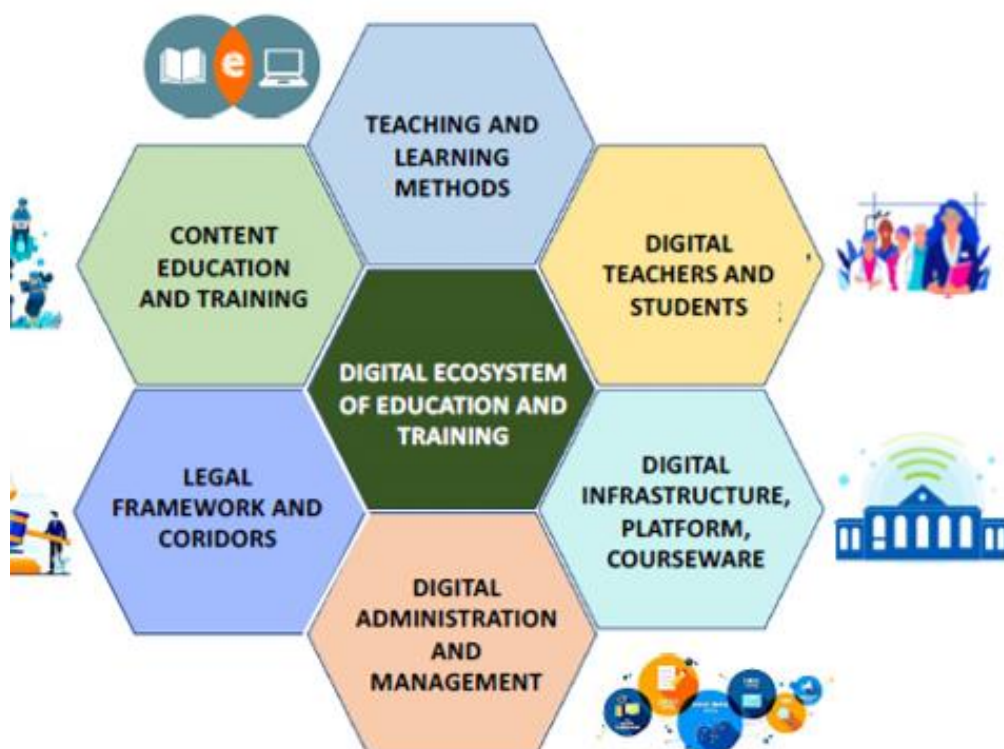 e
TEACHING AND
LEARNING
METHODS
CONTENT
EDUCATION
AND TRAINING
DIGITAL
TEACHERS AND
STUDENTS
DIGITAL ECOSYSTEM
OF EDUCATION AND
TRAINING
LEGAL
FRAMEWORK AND
CORIDORS
DIGITAL
INFRASTRUCTURE,
PLATFORM,
COURSEWARE
DIGITAL
ADMINISTRATION
AND
MANAGEMENT